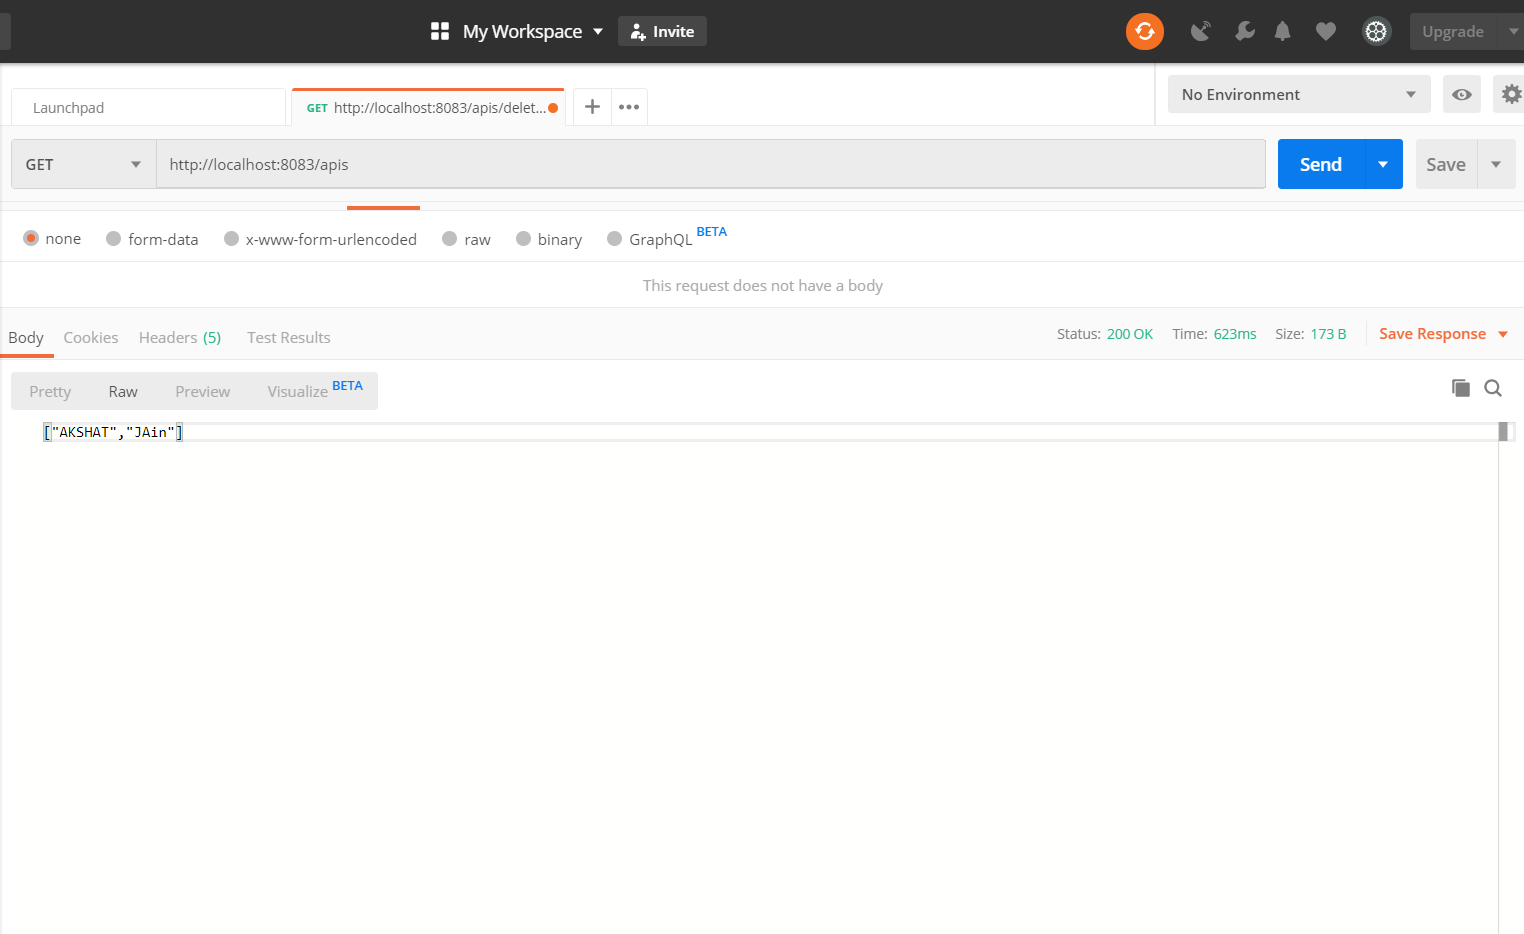 My Workspace Invite Upgrade
Launchpad GET http://localhost:8083/apis/delet... No Environment
GET http://localhost:8083/apis Send Save
none form-data x-www-form-urlencoded raw binary GraphQL BETA
This request does not have a body
Body Cookies Headers (5) Test Results Status: 200 OK Time: 623ms Size: 173 B Save Response
Pretty Raw Preview Visualize BETA
["AKSHAT","JAin"]